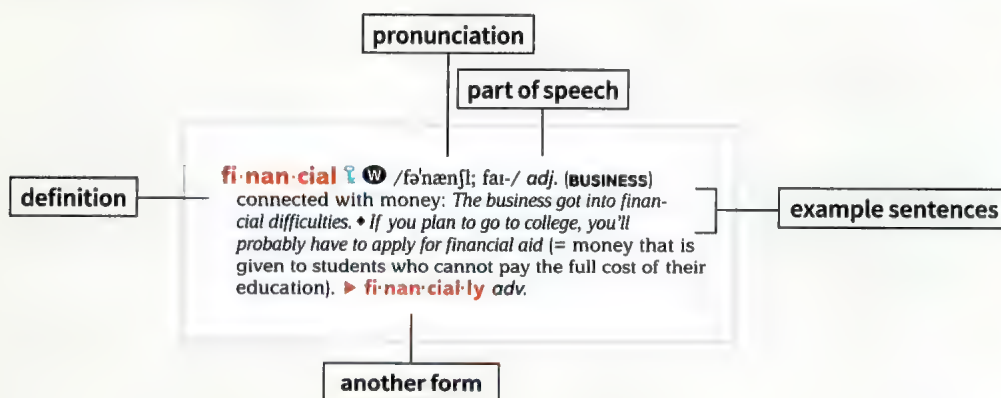 pronunciation
part of speech
definition
fi·nan·cial W /fəˈnænʃl; faɪ-/ adj. (BUSINESS)
connected with money: The business got into finan-
cial difficulties. ♦ If you plan to go to college, you'll
probably have to apply for financial aid (= money that is
given to students who cannot pay the full cost of their
education). ▶ fi·nan·cial·ly adv.
example sentences
another form